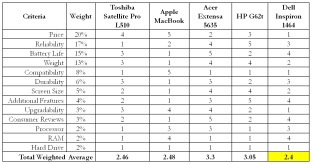 Criteria Weight Toshiba Satellite Pro L510 Apple MacBook Acer Extensa 5635 HP G62t Dell Inspiron 1464
Price 20% 4 5 2 3 1
Reliability 17% 1 2 4 5 3
Battery Life 15% 3 1 5 2 4
Weight 13% 3 1 4 4 2
Compatibility 8% 1 5 1 1 1
Durability 6% 3 1 3 2 3
Screen Size 5% 2 1 4 4 2
Additional Features 4% 2 1 3 5 4
Upgradability 3% 3 4 4 2 1
Consumer Reviews 3% 2 1 5 2 4
Processor 2% 1 3 3 1 3
RAM 2% 1 4 1 1 4
Hard Drive 2% 1 1 1 1 1
Total Weighted Average 2.46 2.48 3.3 3.05 2.4